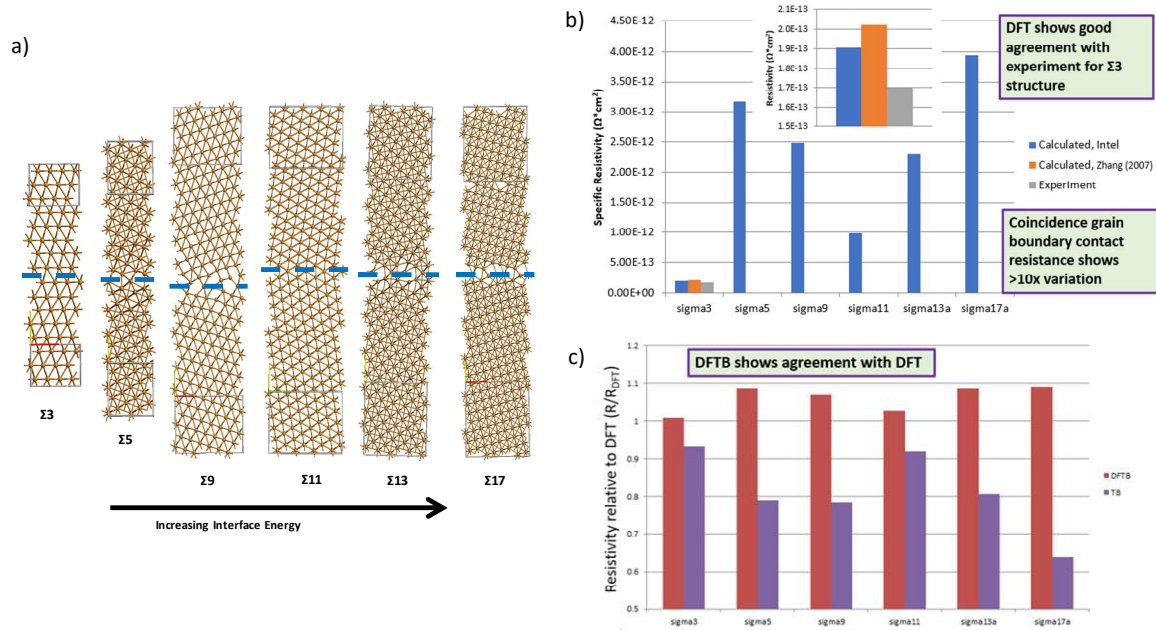 a)
Σ3
Σ5
Σ9
Σ11
Σ13
Σ17
Increasing Interface Energy
b)
4.50E-12
4.00E-12
3.50E-12
3.00E-12
2.50E-12
2.00E-12
1.50E-12
1.00E-12
5.00E-13
0.00E+00
Specific Resistivity (Ω*cm²)
sigma3
sigma5
sigma9
sigma11
sigma13a
sigma17a
2.1E-13
2.0E-13
1.9E-13
1.8E-13
1.7E-13
1.6E-13
1.5E-13
Resistivity (Ω*cm²)
DFT shows good
agreement with
experiment for Σ3
structure
Calculated, Intel
Calculated, Zhang (2007)
Experiment
Coincidence grain
boundary contact
resistance shows
>10x variation
c)
DFTB shows agreement with DFT
1.2
1.1
1
0.9
0.8
0.7
0.6
0.5
Resistivity relative to DFT (R/R_DFT)
sigma3
sigma5
sigma9
sigma11
sigma13a
sigma17a
DFTB
TB